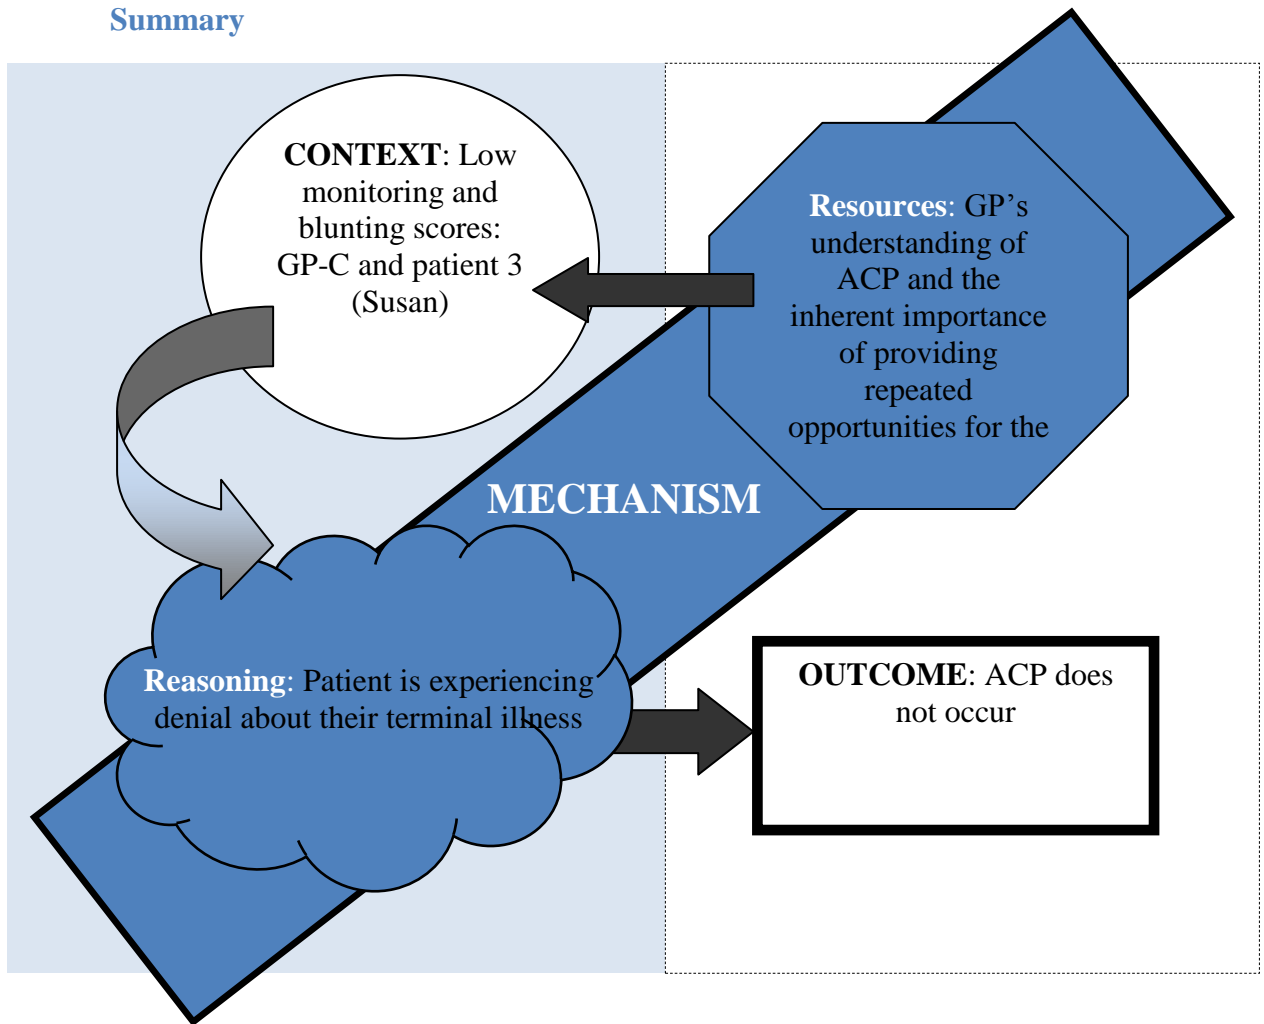 Summary
CONTEXT: Low
monitoring and
blunting scores:
GP-C and patient 3
(Susan)
Resources: GP's
understanding of
ACP and the
inherent importance
of providing
repeated
opportunities for the
MECHANISM
Reasoning: Patient is experiencing
denial about their terminal illness
OUTCOME: ACP does
not occur